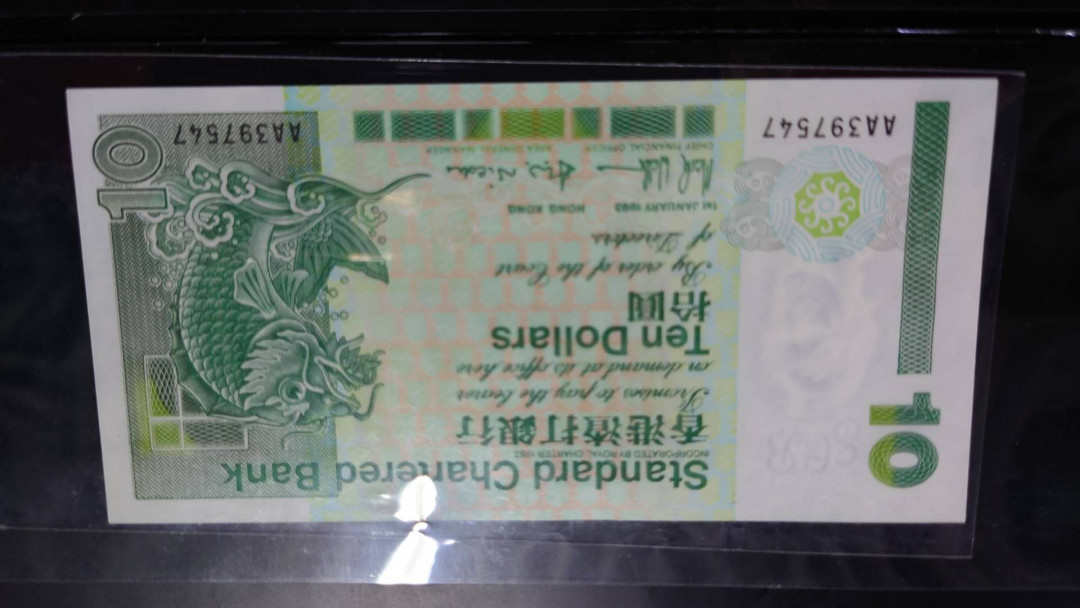 Standard Chartered Bank
INCORPORATED BY ROYAL CHARTER 1853
香港渣打銀行
10
Promises to pay the bearer
on demand at its office here
Ten Dollars
拾圓
By order of the Court
of Directors
1st JANUARY 1993 HONG KONG
CHIEF FINANCIAL OFFICER AREA GENERAL MANAGER
AA397547
AA397547
10
SCB